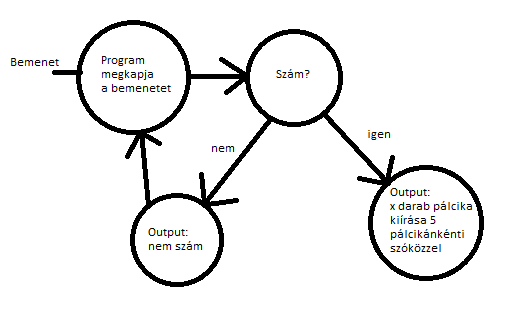 Bemenet
Program
megkapja
a bemenetet
Szám?
nem
igen
Output:
nem szám
Output:
x darab pálcika
kiírása 5
pálcikánkénti
szóközzel